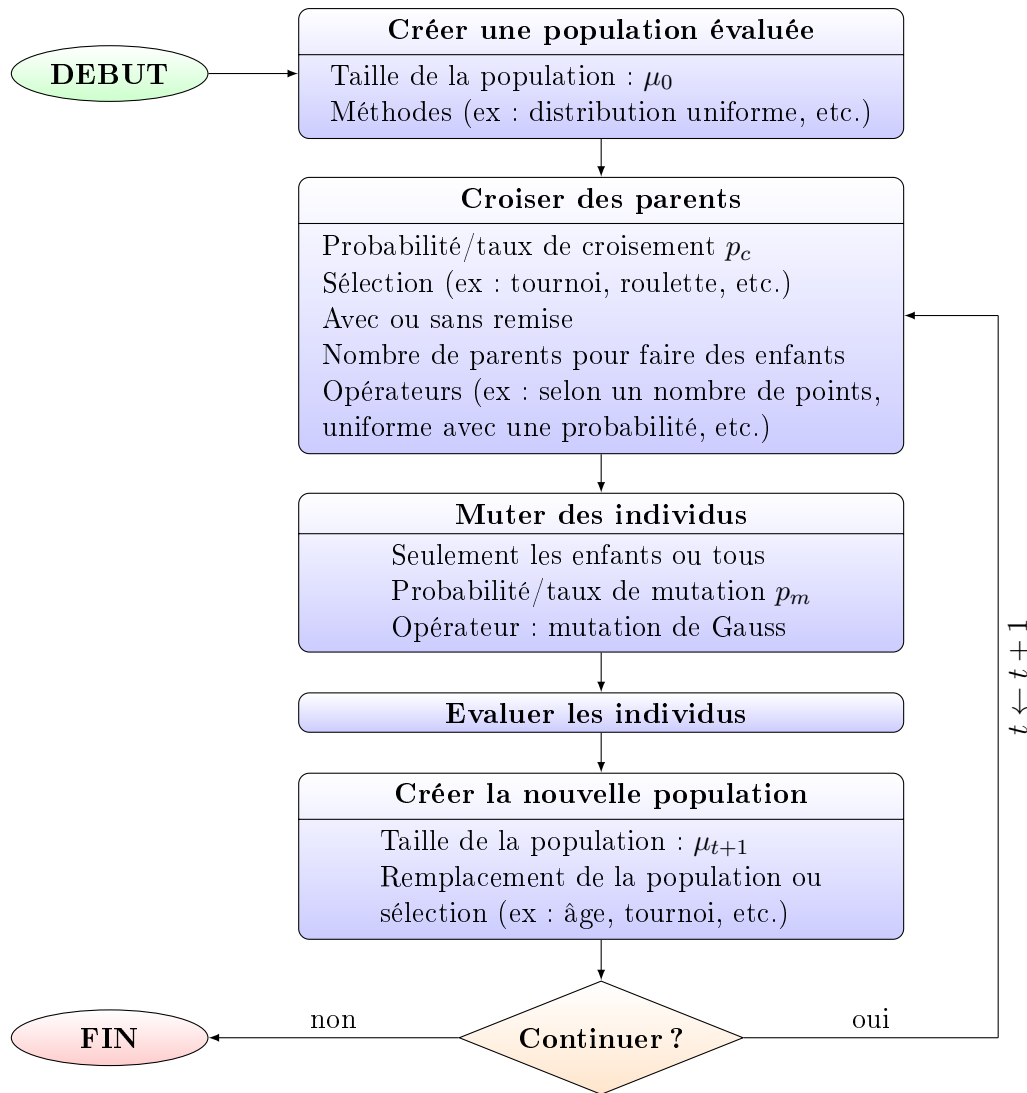 DEBUT
Créer une population évaluée
Taille de la population : μ₀
Méthodes (ex : distribution uniforme, etc.)
Croiser des parents
Probabilité/taux de croisement p_c
Sélection (ex : tournoi, roulette, etc.)
Avec ou sans remise
Nombre de parents pour faire des enfants
Opérateurs (ex : selon un nombre de points,
uniforme avec une probabilité, etc.)
Muter des individus
Seulement les enfants ou tous
Probabilité/taux de mutation p_m
Opérateur : mutation de Gauss
Evaluer les individus
Créer la nouvelle population
Taille de la population : μ_{t+1}
Remplacement de la population ou
sélection (ex : âge, tournoi, etc.)
Continuer ?
non
FIN
oui
t ← t + 1